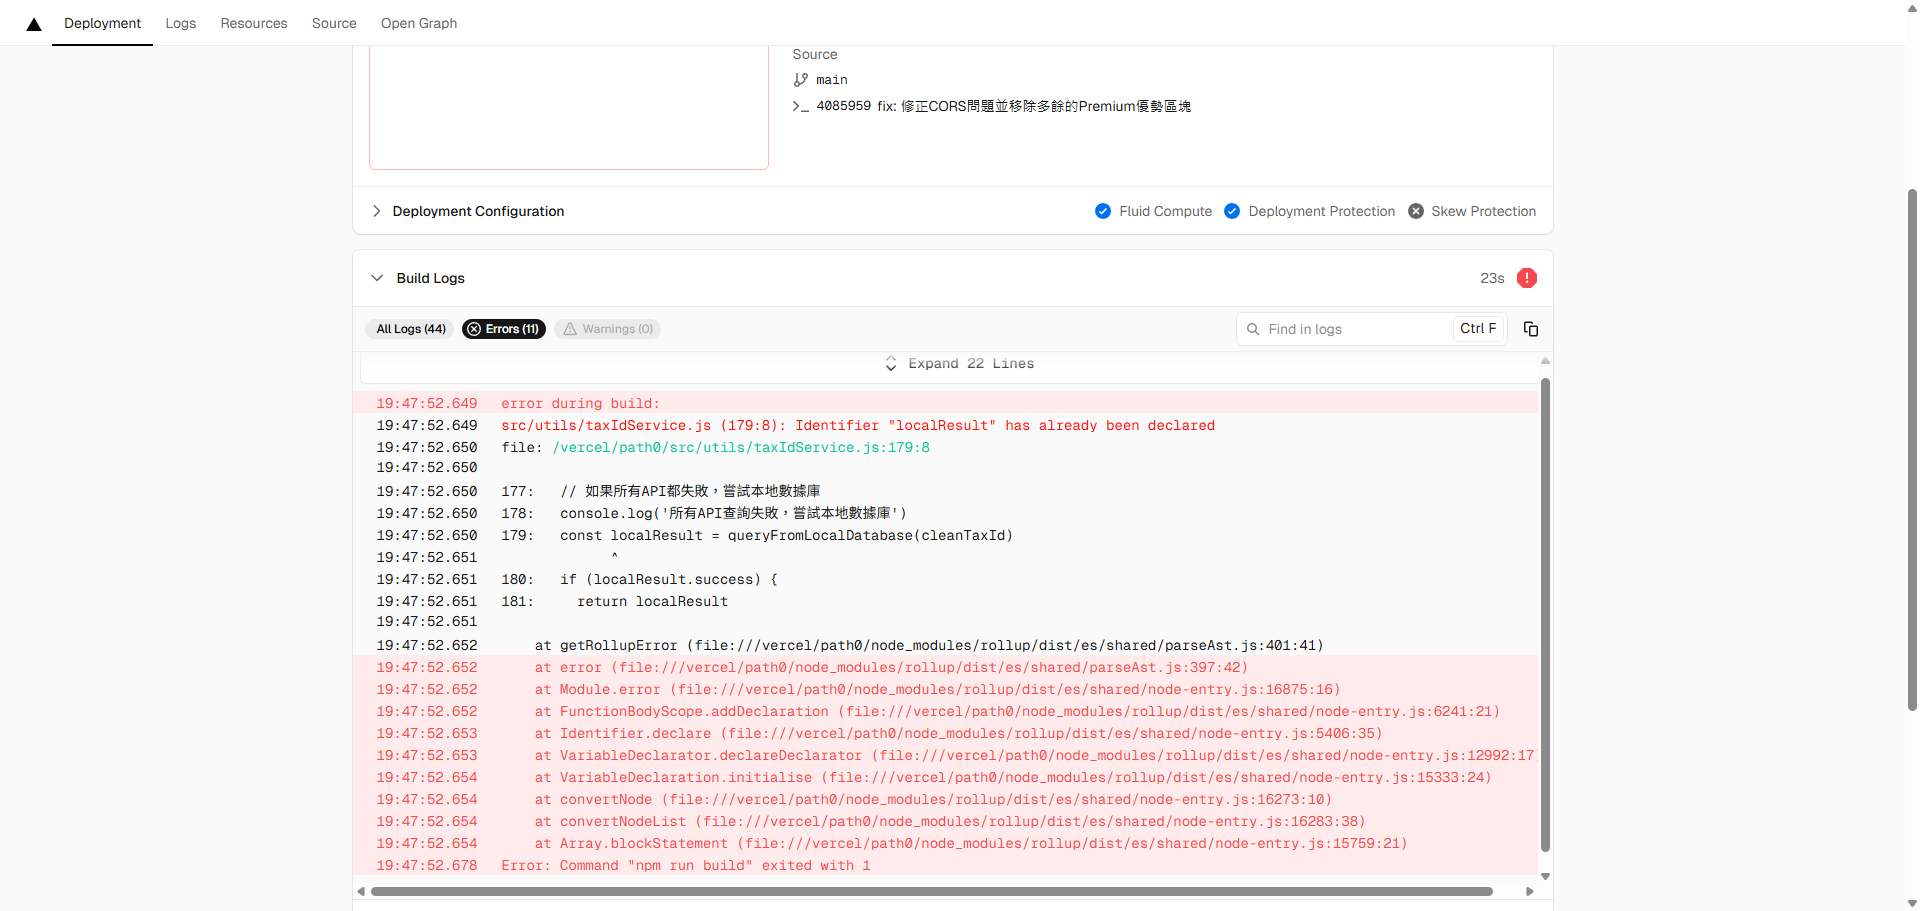 Deployment
Logs
Resources
Source
Open Graph
Source
main
4085959 fix: 修正CORS問題並移除多餘的Premium優勢區塊
Deployment Configuration
Fluid Compute
Deployment Protection
Skew Protection
Build Logs
23s
All Logs (44)
Errors (11)
Warnings (0)
Find in logs
Ctrl F
Expand 22 Lines
19:47:52.649 error during build:
19:47:52.649 src/utils/taxIdService.js (179:8): Identifier "localResult" has already been declared
19:47:52.650 file: /vercel/path0/src/utils/taxIdService.js:179:8
19:47:52.650
19:47:52.650 177: // 如果所有API都失敗，嘗試本地數據庫
19:47:52.650 178: console.log('所有API查詢失敗，嘗試本地數據庫')
19:47:52.650 179: const localResult = queryFromLocalDatabase(cleanTaxId)
19:47:52.651 ^
19:47:52.651 180: if (localResult.success) {
19:47:52.651 181: return localResult
19:47:52.651
19:47:52.652 at getRollupError (file:///vercel/path0/node_modules/rollup/dist/es/shared/parseAst.js:401:41)
19:47:52.652 at error (file:///vercel/path0/node_modules/rollup/dist/es/shared/parseAst.js:397:42)
19:47:52.652 at Module.error (file:///vercel/path0/node_modules/rollup/dist/es/shared/node-entry.js:16875:16)
19:47:52.652 at FunctionBodyScope.addDeclaration (file:///vercel/path0/node_modules/rollup/dist/es/shared/node-entry.js:6241:21)
19:47:52.653 at Identifier.declare (file:///vercel/path0/node_modules/rollup/dist/es/shared/node-entry.js:5406:35)
19:47:52.653 at VariableDeclarator.declareDeclarator (file:///vercel/path0/node_modules/rollup/dist/es/shared/node-entry.js:12992:17)
19:47:52.654 at VariableDeclaration.initialise (file:///vercel/path0/node_modules/rollup/dist/es/shared/node-entry.js:15333:24)
19:47:52.654 at convertNode (file:///vercel/path0/node_modules/rollup/dist/es/shared/node-entry.js:16273:10)
19:47:52.654 at convertNodeList (file:///vercel/path0/node_modules/rollup/dist/es/shared/node-entry.js:16283:38)
19:47:52.654 at Array.blockStatement (file:///vercel/path0/node_modules/rollup/dist/es/shared/node-entry.js:15759:21)
19:47:52.678 Error: Command "npm run build" exited with 1